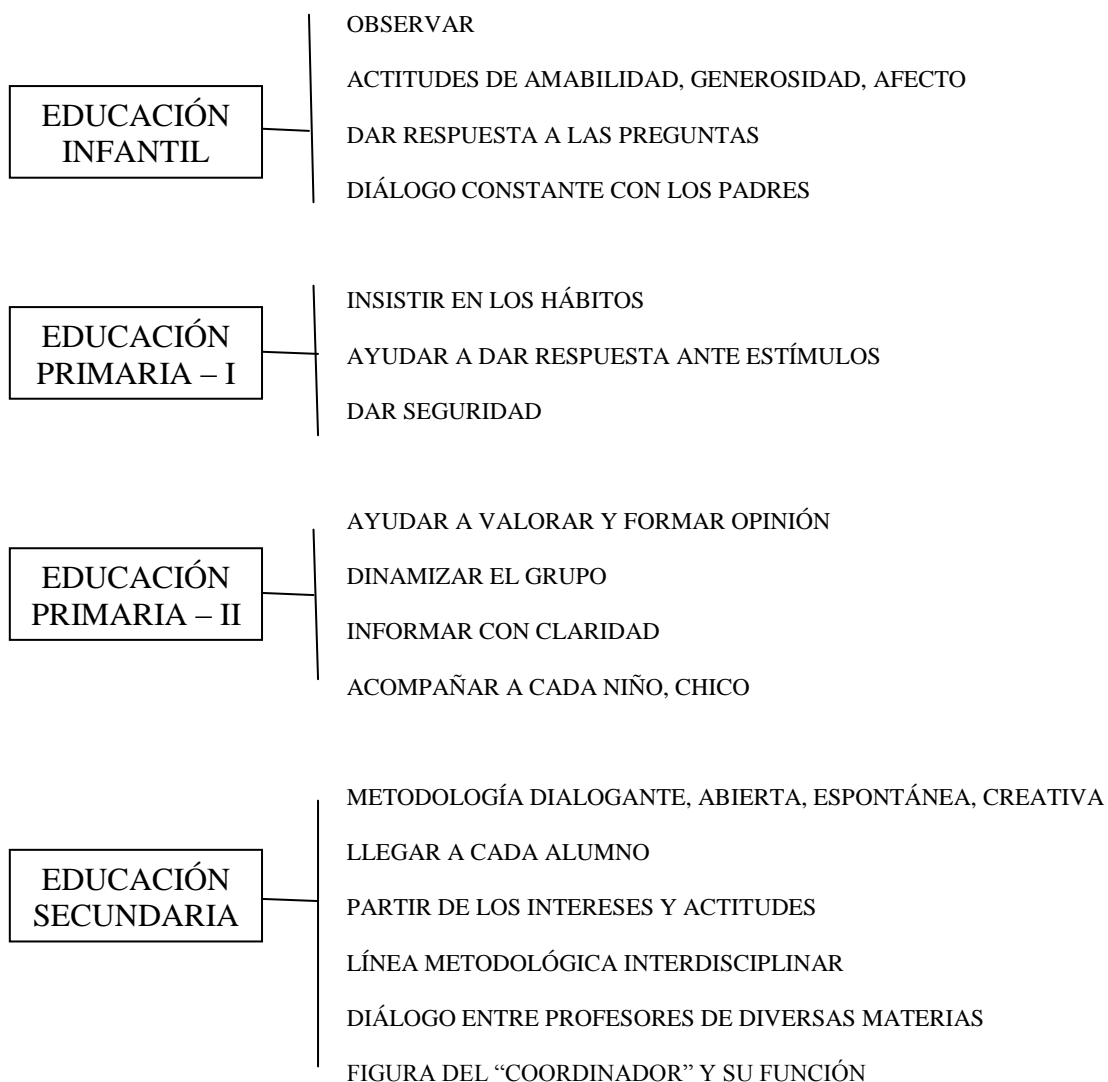 OBSERVAR
ACTITUDES DE AMABILIDAD, GENEROSIDAD, AFECTO
EDUCACIÓN
INFANTIL
DAR RESPUESTA A LAS PREGUNTAS
DIÁLOGO CONSTANTE CON LOS PADRES
INSISTIR EN LOS HÁBITOS
EDUCACIÓN
PRIMARIA – I
AYUDAR A DAR RESPUESTA ANTE ESTÍMULOS
DAR SEGURIDAD
AYUDAR A VALORAR Y FORMAR OPINIÓN
EDUCACIÓN
PRIMARIA – II
DINAMIZAR EL GRUPO
INFORMAR CON CLARIDAD
ACOMPAÑAR A CADA NIÑO, CHICO
METODOLOGÍA DIALOGANTE, ABIERTA, ESPONTÁNEA, CREATIVA
LLEGAR A CADA ALUMNO
EDUCACIÓN
SECUNDARIA
PARTIR DE LOS INTERESES Y ACTITUDES
LÍNEA METODOLÓGICA INTERDISCIPLINAR
DIÁLOGO ENTRE PROFESORES DE DIVERSAS MATERIAS
FIGURA DEL “COORDINADOR” Y SU FUNCIÓN